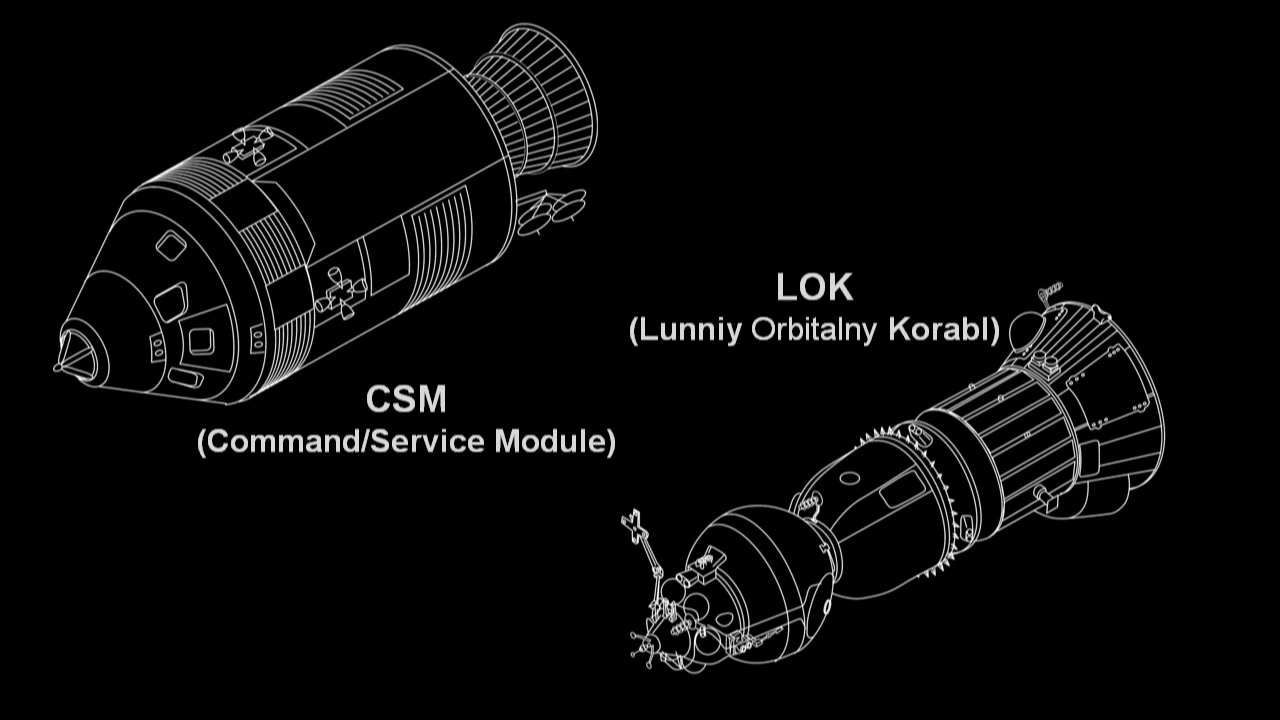 LOK
(Lunniy Orbitalny Korabl)
CSM
(Command/Service Module)